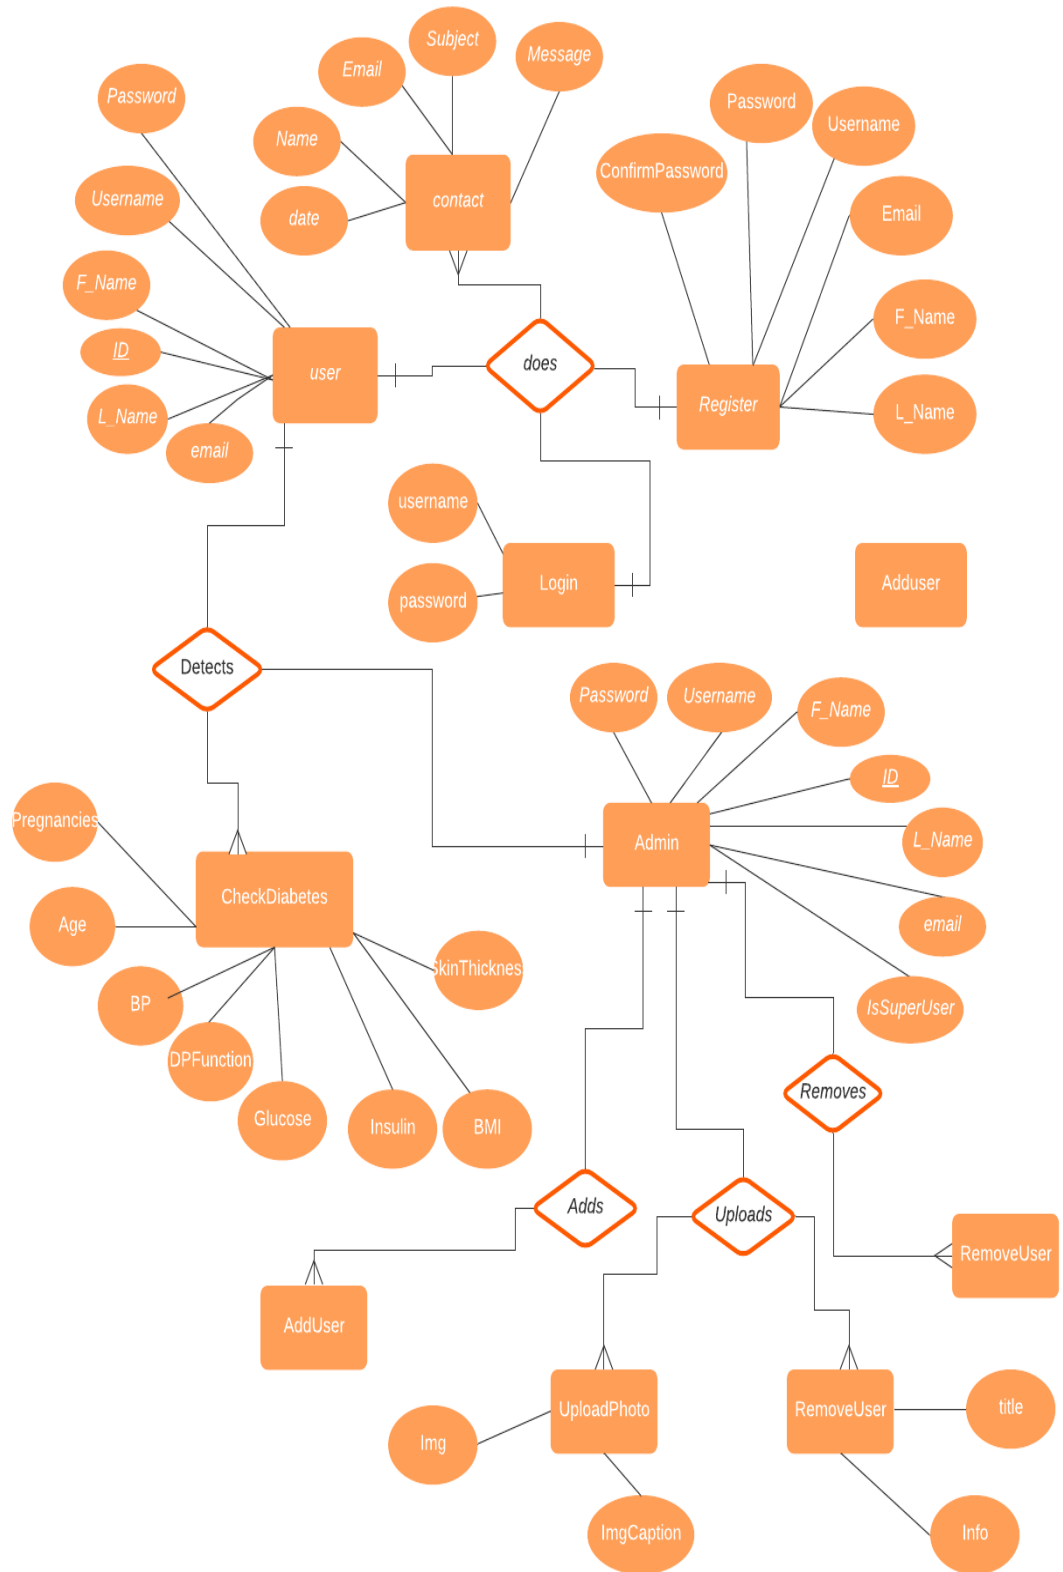 Subject
Email
Message
Password
Password
Username
Name
ConfirmPassword
Username
contact
date
Email
F_Name
F_Name
ID
does
user
Register
L_Name
L_Name
email
username
Login
Adduser
password
Detects
Password
Username
F_Name
ID
Pregnancies
Admin
L_Name
CheckDiabetes
Age
email
SkinThickness
BP
IsSuperUser
DPFunction
Removes
Glucose
Insulin
BMI
Adds
Uploads
RemoveUser
AddUser
UploadPhoto
RemoveUser
title
Img
ImgCaption
Info